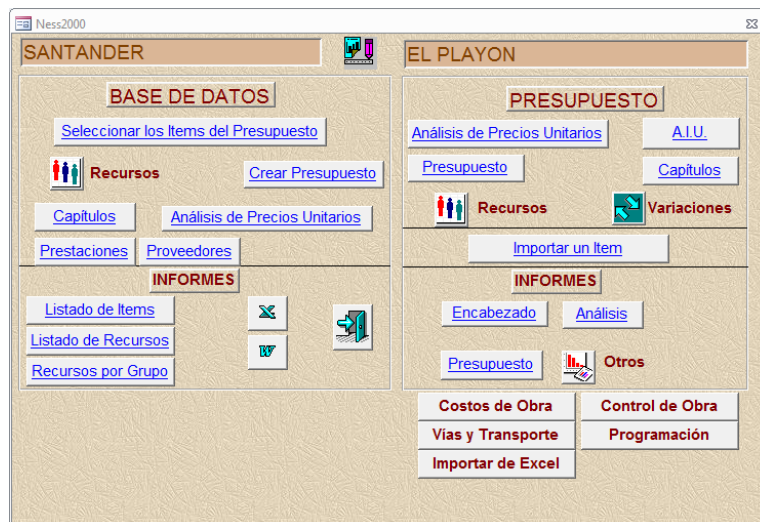 Ness2000
SANTANDER
EL PLAYON
BASE DE DATOS
Seleccionar los Items del Presupuesto
Recursos
Crear Presupuesto
Capítulos
Análisis de Precios Unitarios
Prestaciones
Proveedores
INFORMES
Listado de Items
Listado de Recursos
Recursos por Grupo
PRESUPUESTO
Análisis de Precios Unitarios
A.I.U.
Presupuesto
Capítulos
Recursos
Variaciones
Importar un Item
INFORMES
Encabezado
Análisis
Presupuesto
Otros
Costos de Obra
Control de Obra
Vías y Transporte
Programación
Importar de Excel